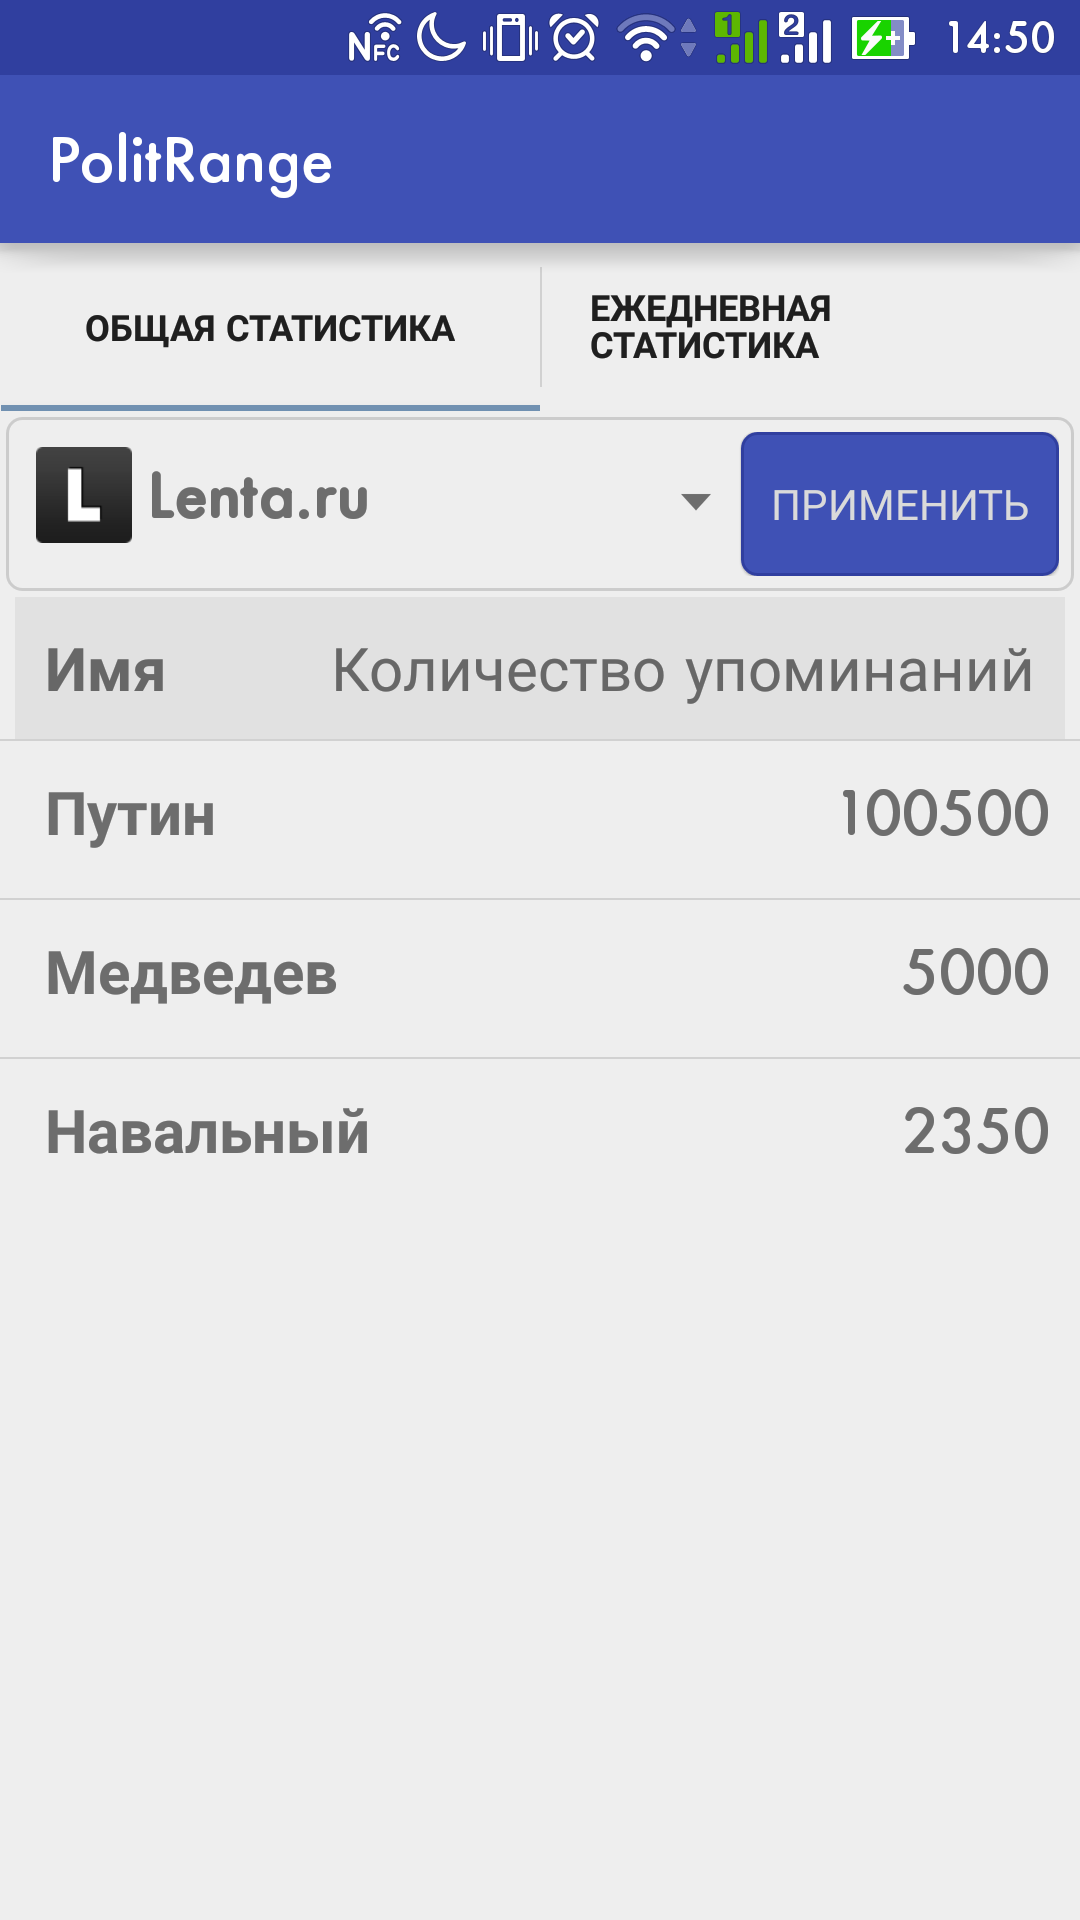 NFC 1 2 14:50
PolitRange
ОБЩАЯ СТАТИСТИКА
ЕЖЕДНЕВНАЯ
СТАТИСТИКА
L Lenta.ru
ПРИМЕНИТЬ
Имя Количество упоминаний
Путин 100500
Медведев 5000
Навальный 2350